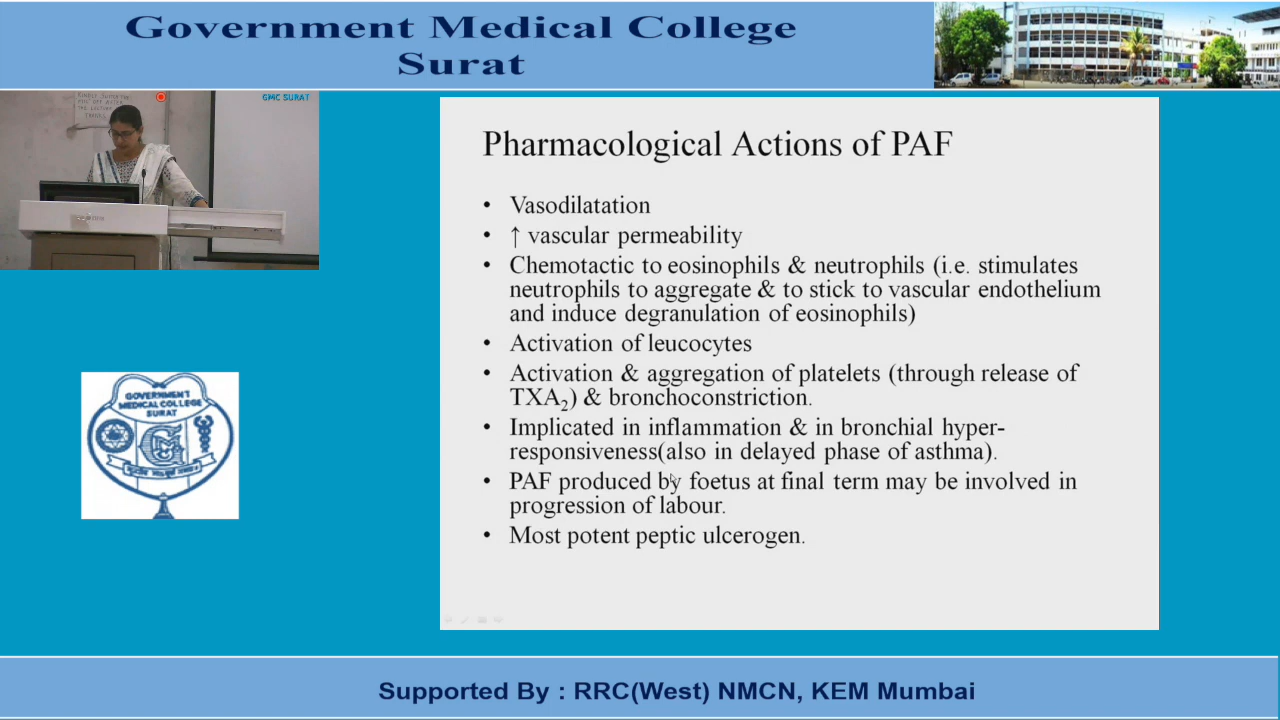 Government Medical College
Surat
GMC SURAT
Pharmacological Actions of PAF
• Vasodilatation
• ↑ vascular permeability
• Chemotactic to eosinophils & neutrophils (i.e. stimulates
neutrophils to aggregate & to stick to vascular endothelium
and induce degranulation of eosinophils)
• Activation of leucocytes
• Activation & aggregation of platelets (through release of
TXA2) & bronchoconstriction.
• Implicated in inflammation & in bronchial hyper-
responsiveness(also in delayed phase of asthma).
• PAF produced by foetus at final term may be involved in
progression of labour.
• Most potent peptic ulcerogen.
GOVERNMENT
MEDICAL COLLEGE
SURAT
Supported By : RRC(West) NMCN, KEM Mumbai